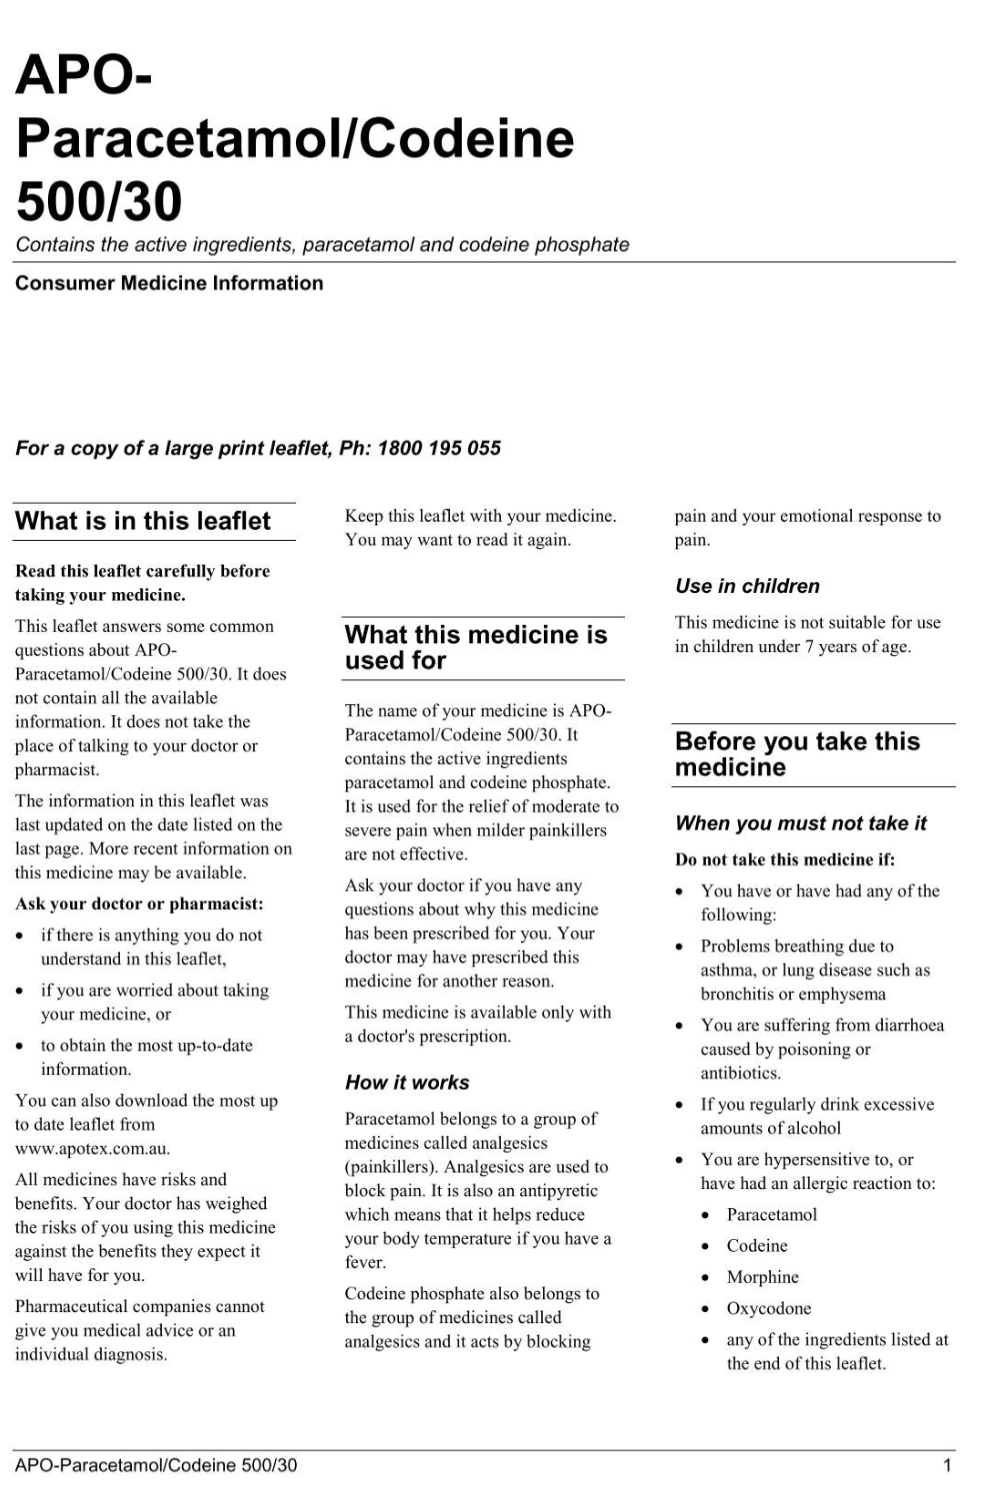 APO-
Paracetamol/Codeine
500/30
Contains the active ingredients, paracetamol and codeine phosphate
Consumer Medicine Information
For a copy of a large print leaflet, Ph: 1800 195 055
What is in this leaflet
Read this leaflet carefully before
taking your medicine.
This leaflet answers some common
questions about APO-
Paracetamol/Codeine 500/30. It does
not contain all the available
information. It does not take the
place of talking to your doctor or
pharmacist.
The information in this leaflet was
last updated on the date listed on the
last page. More recent information on
this medicine may be available.
Ask your doctor or pharmacist:
• if there is anything you do not
understand in this leaflet,
• if you are worried about taking
your medicine, or
• to obtain the most up-to-date
information.
You can also download the most up
to date leaflet from
www.apotex.com.au.
All medicines have risks and
benefits. Your doctor has weighed
the risks of you using this medicine
against the benefits they expect it
will have for you.
Pharmaceutical companies cannot
give you medical advice or an
individual diagnosis.
Keep this leaflet with your medicine.
You may want to read it again.
What this medicine is
used for
The name of your medicine is APO-
Paracetamol/Codeine 500/30. It
contains the active ingredients
paracetamol and codeine phosphate.
It is used for the relief of moderate to
severe pain when milder painkillers
are not effective.
Ask your doctor if you have any
questions about why this medicine
has been prescribed for you. Your
doctor may have prescribed this
medicine for another reason.
This medicine is available only with
a doctor's prescription.
How it works
Paracetamol belongs to a group of
medicines called analgesics
(painkillers). Analgesics are used to
block pain. It is also an antipyretic
which means that it helps reduce
your body temperature if you have a
fever.
Codeine phosphate also belongs to
the group of medicines called
analgesics and it acts by blocking
pain and your emotional response to
pain.
Use in children
This medicine is not suitable for use
in children under 7 years of age.
Before you take this
medicine
When you must not take it
Do not take this medicine if:
• You have or have had any of the
following:
• Problems breathing due to
asthma, or lung disease such as
bronchitis or emphysema
• You are suffering from diarrhoea
caused by poisoning or
antibiotics.
• If you regularly drink excessive
amounts of alcohol
• You are hypersensitive to, or
have had an allergic reaction to:
• Paracetamol
• Codeine
• Morphine
• Oxycodone
• any of the ingredients listed at
the end of this leaflet.
APO-Paracetamol/Codeine 500/30
1